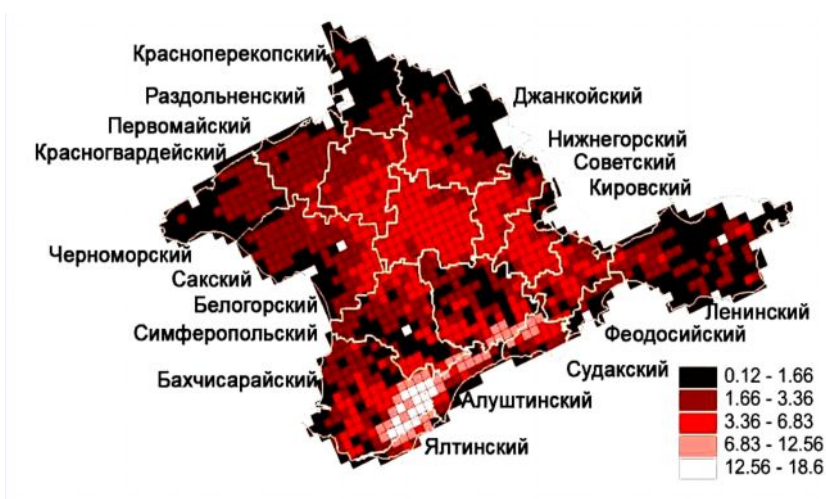 Красноперекопский
Раздольненский
Джанкойский
Первомайский
Красногвардейский
Нижнегорский
Советский
Кировский
Черноморский
Сакский
Белогорский
Симферопольский
Бахчисарайский
Ленинский
Феодосийский
Судакский
Алуштинский
Ялтинский
0.12 - 1.66
1.66 - 3.36
3.36 - 6.83
6.83 - 12.56
12.56 - 18.6